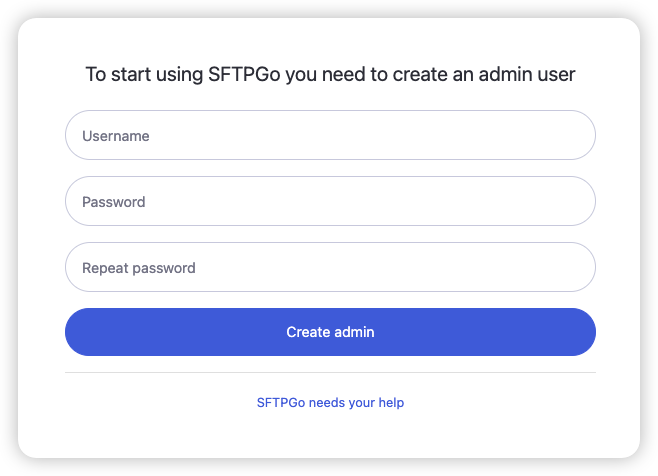 To start using SFTPGo you need to create an admin user
Username
Password
Repeat password
Create admin
SFTPGo needs your help